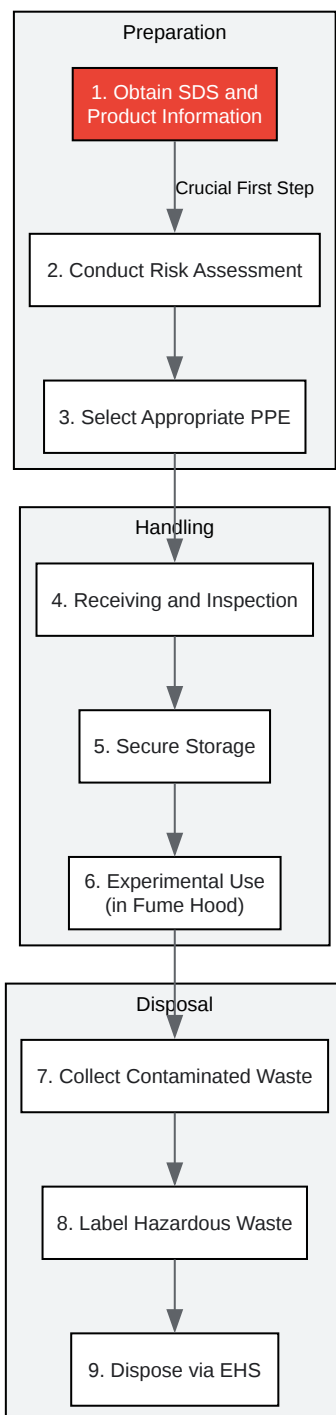 Preparation
1. Obtain SDS and
Product Information
Crucial First Step
2. Conduct Risk Assessment
3. Select Appropriate PPE
Handling
4. Receiving and Inspection
5. Secure Storage
6. Experimental Use
(in Fume Hood)
Disposal
7. Collect Contaminated Waste
8. Label Hazardous Waste
9. Dispose via EHS